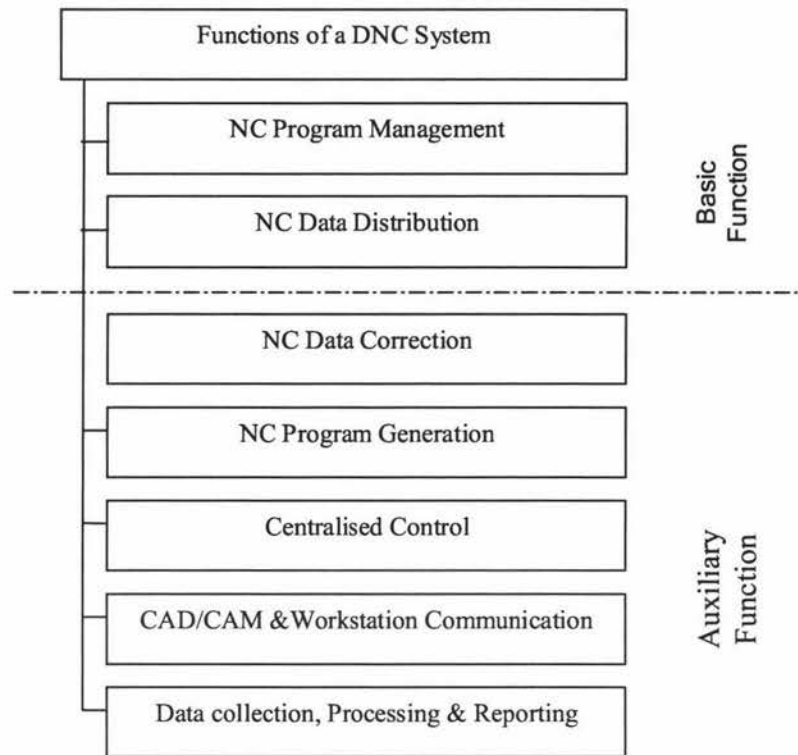 Functions of a DNC System
NC Program Management
NC Data Distribution
Basic
Function
NC Data Correction
NC Program Generation
Centralised Control
CAD/CAM &Workstation Communication
Data collection, Processing & Reporting
Auxiliary
Function